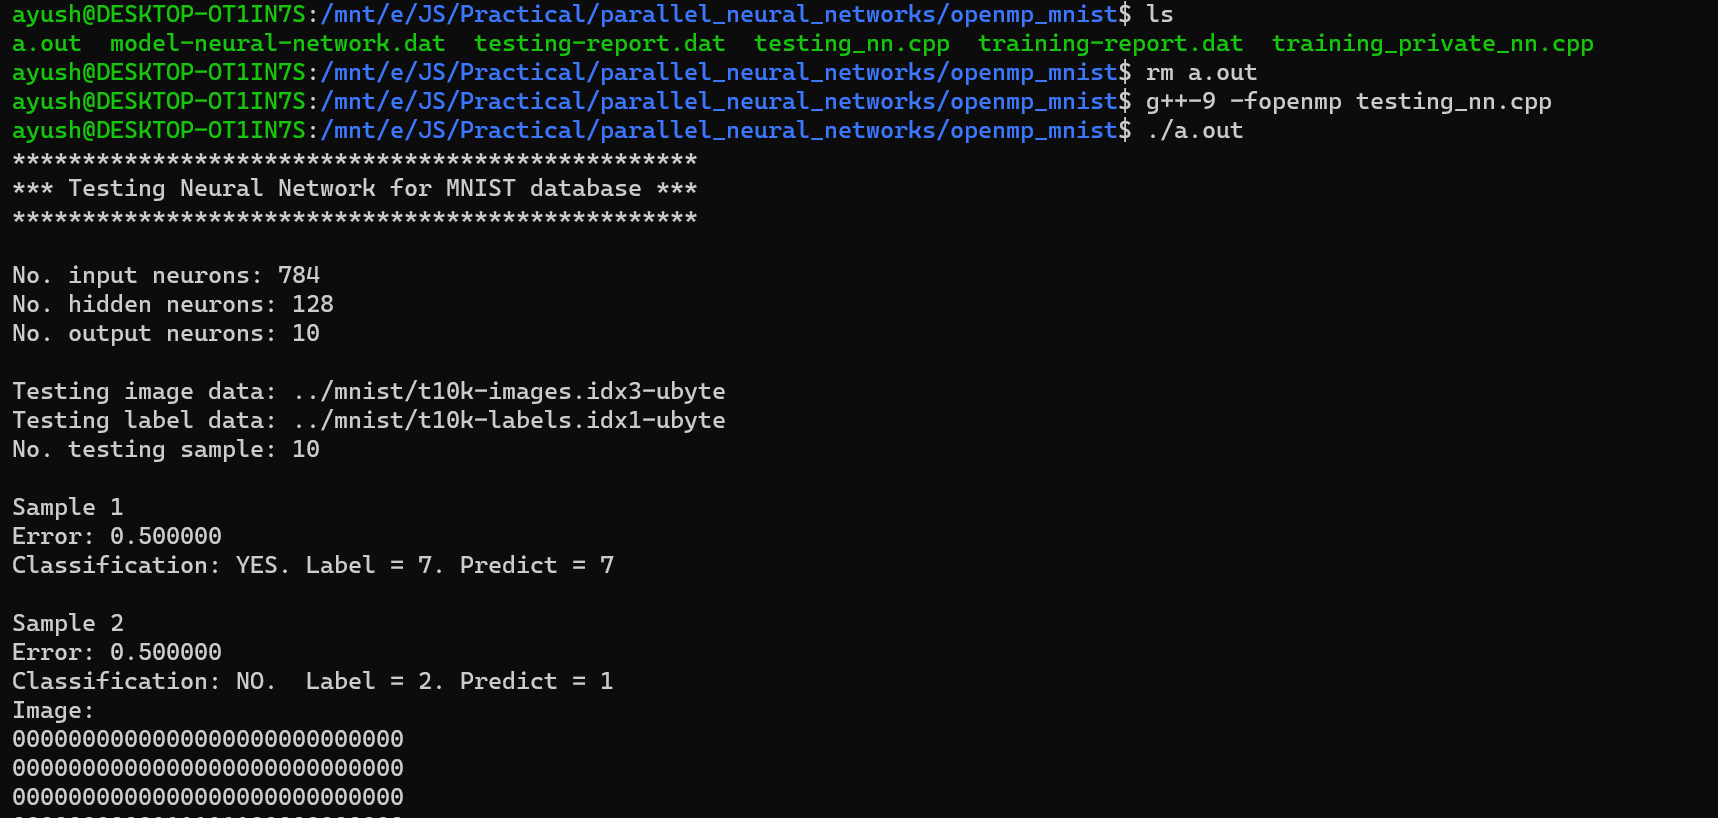 ayush@DESKTOP-OT1IN7S:/mnt/e/JS/Practical/parallel_neural_networks/openmp_mnist$ ls
a.out  model-neural-network.dat  testing-report.dat  testing_nn.cpp  training-report.dat  training_private_nn.cpp
ayush@DESKTOP-OT1IN7S:/mnt/e/JS/Practical/parallel_neural_networks/openmp_mnist$ rm a.out
ayush@DESKTOP-OT1IN7S:/mnt/e/JS/Practical/parallel_neural_networks/openmp_mnist$ g++-9 -fopenmp testing_nn.cpp
ayush@DESKTOP-OT1IN7S:/mnt/e/JS/Practical/parallel_neural_networks/openmp_mnist$ ./a.out
*************************************************
*** Testing Neural Network for MNIST database ***
*************************************************
No. input neurons: 784
No. hidden neurons: 128
No. output neurons: 10
Testing image data: ../mnist/t10k-images.idx3-ubyte
Testing label data: ../mnist/t10k-labels.idx1-ubyte
No. testing sample: 10
Sample 1
Error: 0.500000
Classification: YES. Label = 7. Predict = 7
Sample 2
Error: 0.500000
Classification: NO.  Label = 2. Predict = 1
Image:
0000000000000000000000000000
0000000000000000000000000000
0000000000000000000000000000